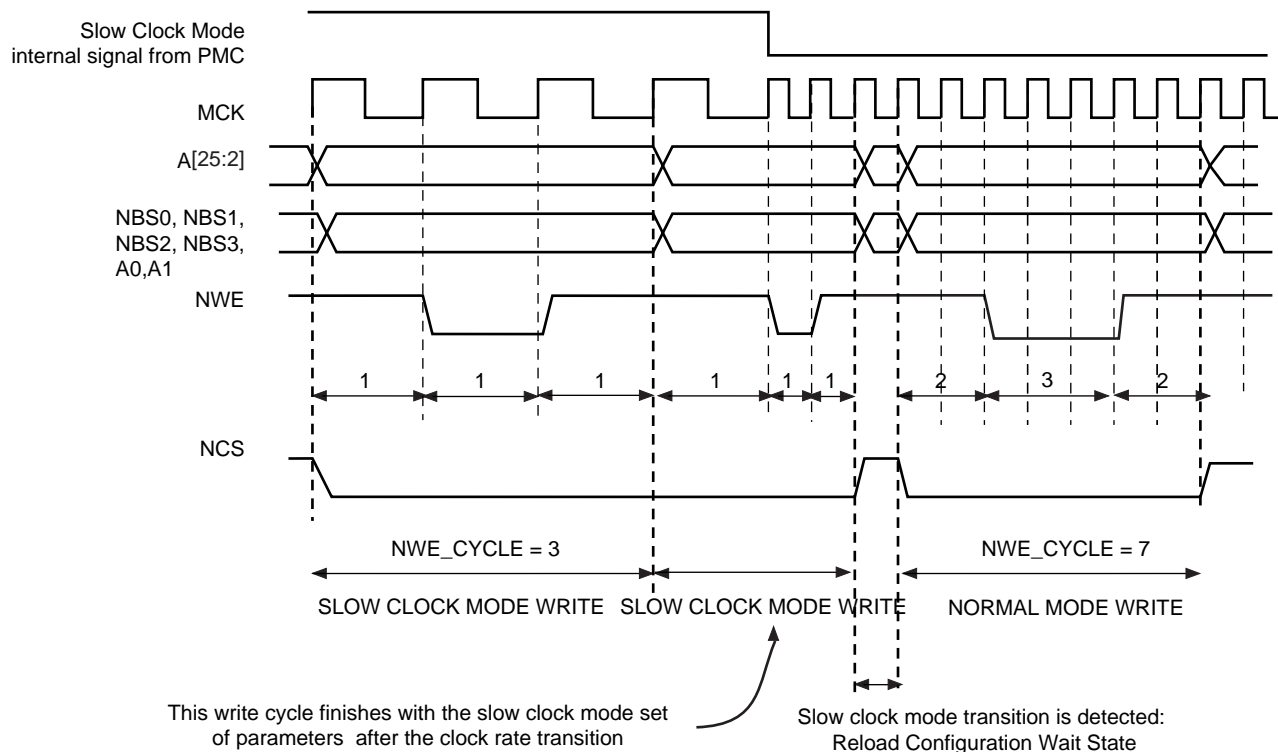 Slow Clock Mode
internal signal from PMC
MCK
A[25:2]
NBS0, NBS1,
NBS2, NBS3,
A0,A1
NWE
1 1 1 1 1 1 2 3 2
NCS
NWE_CYCLE = 3 NWE_CYCLE = 7
SLOW CLOCK MODE WRITE SLOW CLOCK MODE WRITE NORMAL MODE WRITE
This write cycle finishes with the slow clock mode set
of parameters after the clock rate transition
Slow clock mode transition is detected:
Reload Configuration Wait State